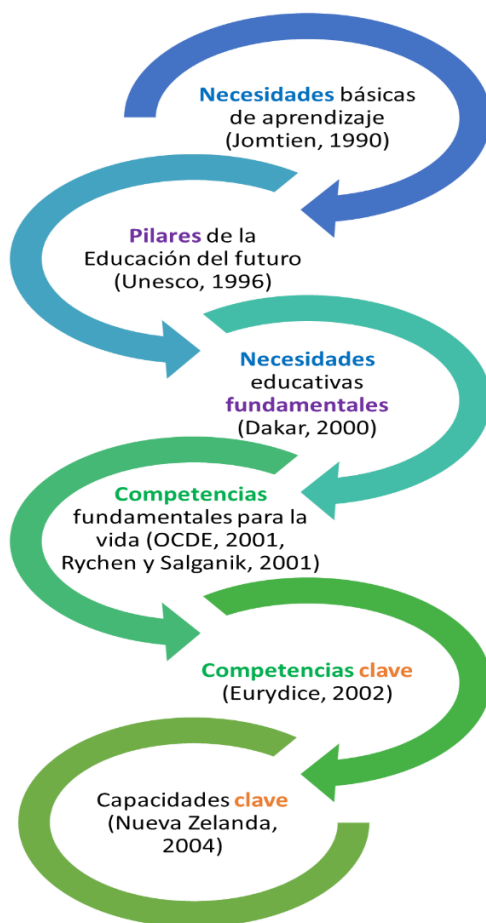 Necesidades básicas
de aprendizaje
(Jomtien, 1990)
Pilares de la
Educación del futuro
(Unesco, 1996)
Necesidades
educativas
fundamentales
(Dakar, 2000)
Competencias
fundamentales para la
vida (OCDE, 2001,
Rychen y Salganik, 2001)
Competencias clave
(Eurydice, 2002)
Capacidades clave
(Nueva Zelanda,
2004)